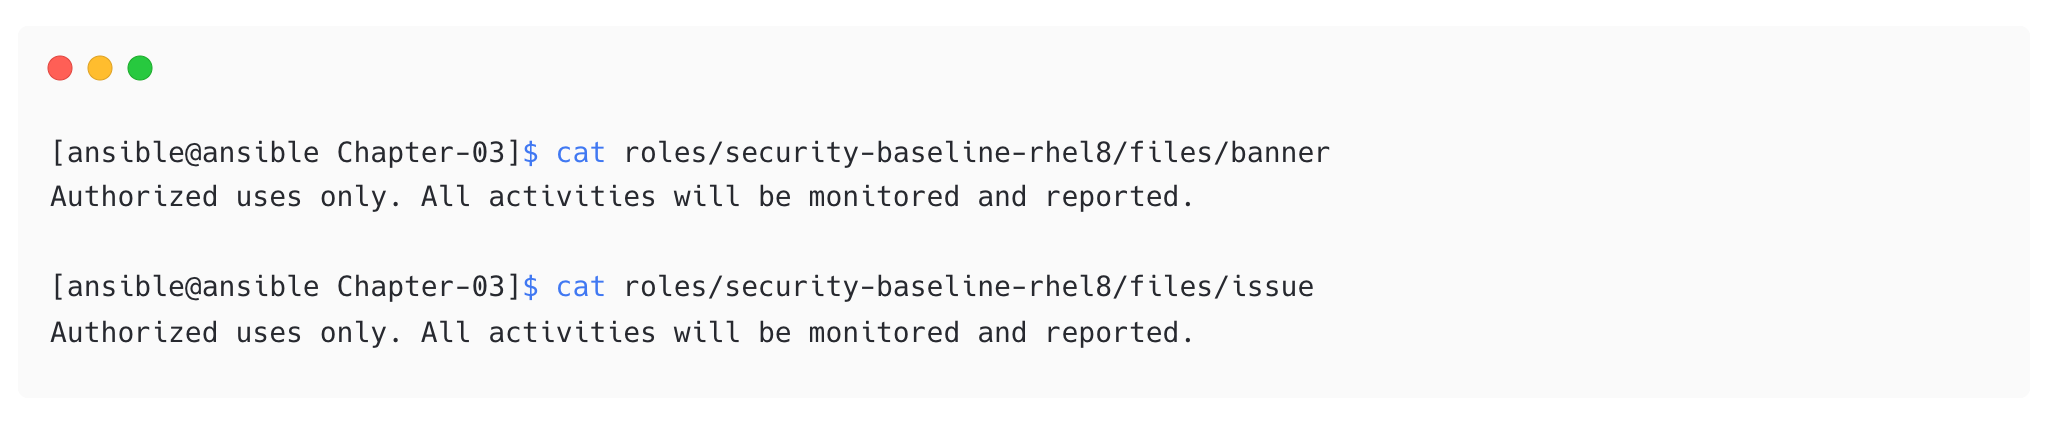 [ansible@ansible Chapter-03]$ cat roles/security-baseline-rhel8/files/banner
Authorized uses only. All activities will be monitored and reported.
[ansible@ansible Chapter-03]$ cat roles/security-baseline-rhel8/files/issue
Authorized uses only. All activities will be monitored and reported.